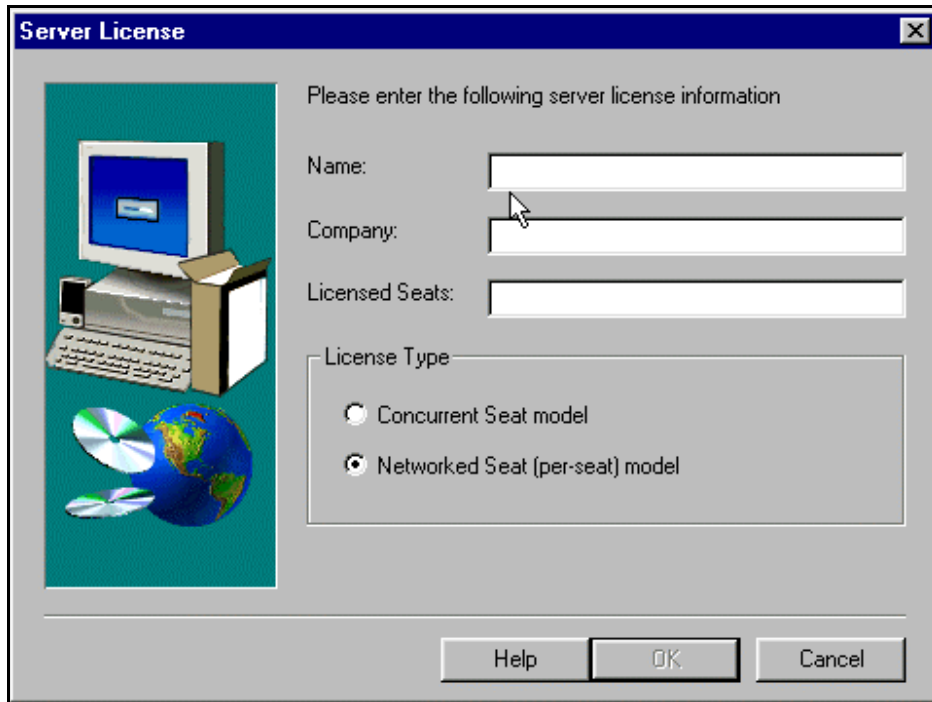 Server License
Please enter the following server license information
Name:
Company:
Licensed Seats:
License Type
Concurrent Seat model
Networked Seat (per-seat) model
Help OK Cancel